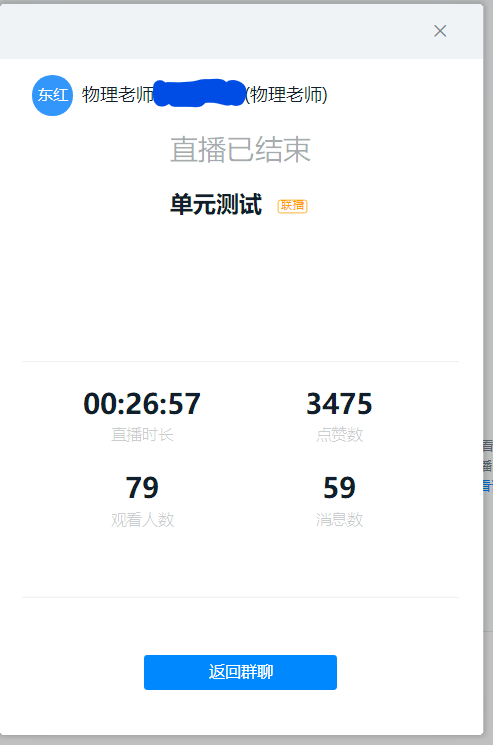 东红 物理老师 (物理老师)
直播已结束
单元测试 联播
00:26:57 3475
直播时长 点赞数
79 59
观看人数 消息数
返回群聊
看
播